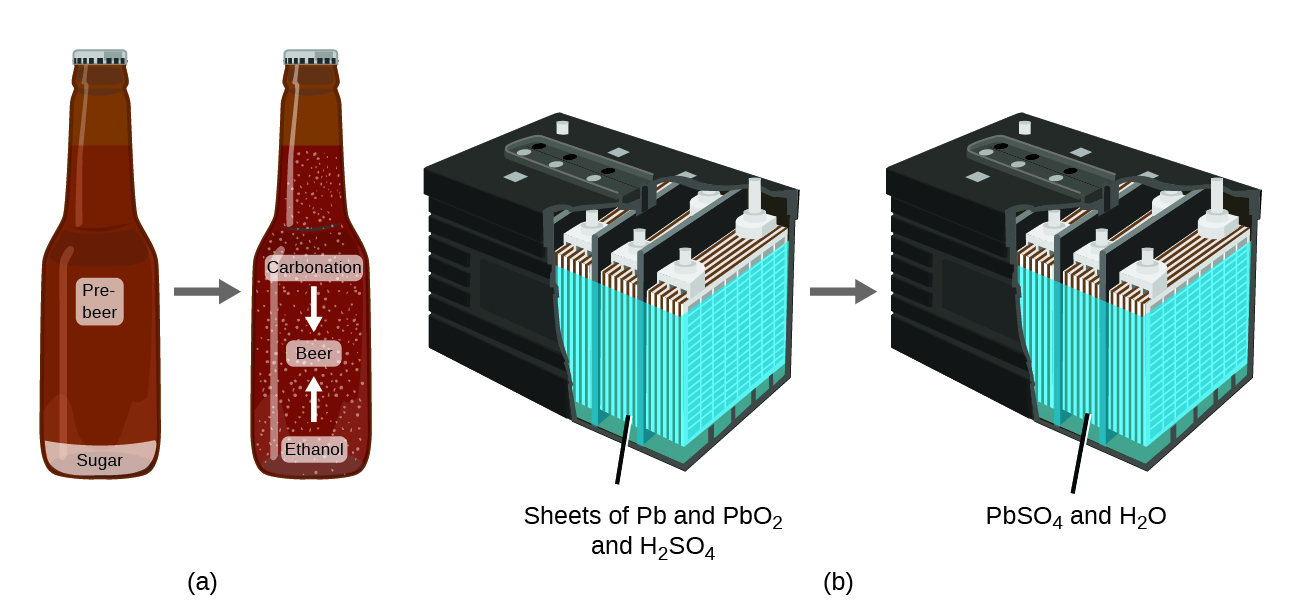 Pre-
beer
Sugar
Carbonation
Beer
Ethanol
Sheets of Pb and PbO₂
and H₂SO₄
PbSO₄ and H₂O
(a)
(b)